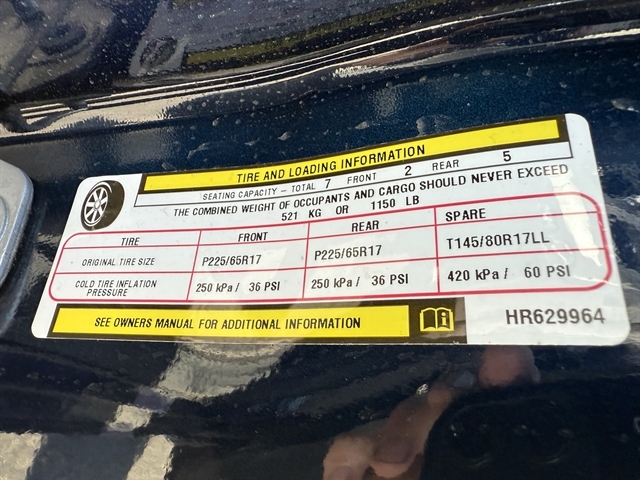 TIRE AND LOADING INFORMATION
SEATING CAPACITY - TOTAL 7 FRONT 2 REAR 5
THE COMBINED WEIGHT OF OCCUPANTS AND CARGO SHOULD NEVER EXCEED
521 KG OR 1150 LB
TIRE FRONT REAR SPARE
ORIGINAL TIRE SIZE P225/65R17 P225/65R17 T145/80R17LL
COLD TIRE INFLATION PRESSURE 250 kPa / 36 PSI 250 kPa / 36 PSI 420 kPa / 60 PSI
SEE OWNERS MANUAL FOR ADDITIONAL INFORMATION
HR629964